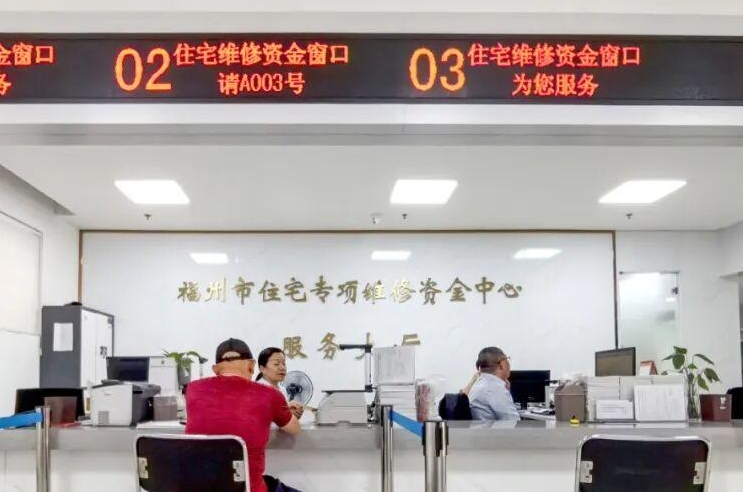 金窗口
务
02 住宅维修资金窗口
请A003号
03 住宅维修资金窗口
为您服务
福州市住宅专项维修资金中心
服务大厅